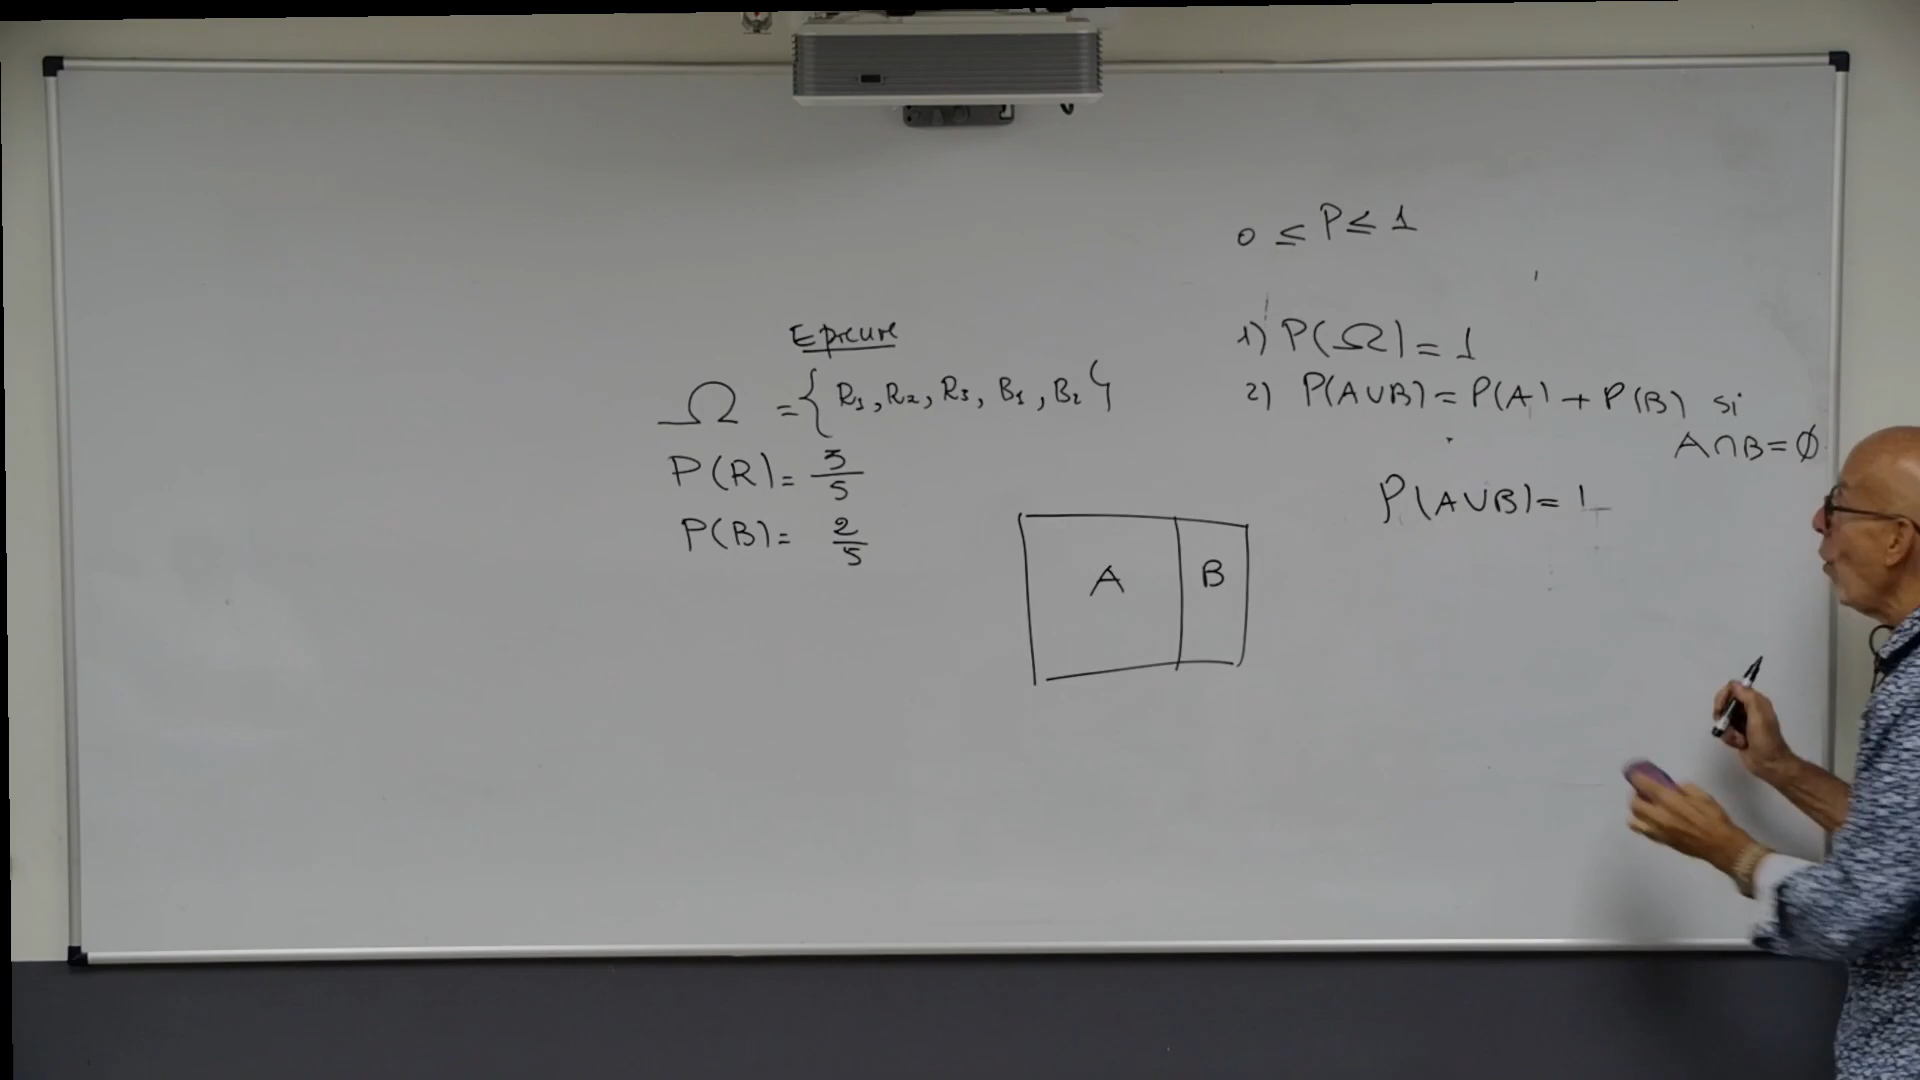 0 ≤ P ≤ 1
Epreuve
Ω = { R1, R2, R3, B1, B2 }
P(R) = 3/5
P(B) = 2/5
A B
1) P(Ω) = 1
2) P(A∪B) = P(A) + P(B) si
A∩B = ∅
P(A∪B) = 1